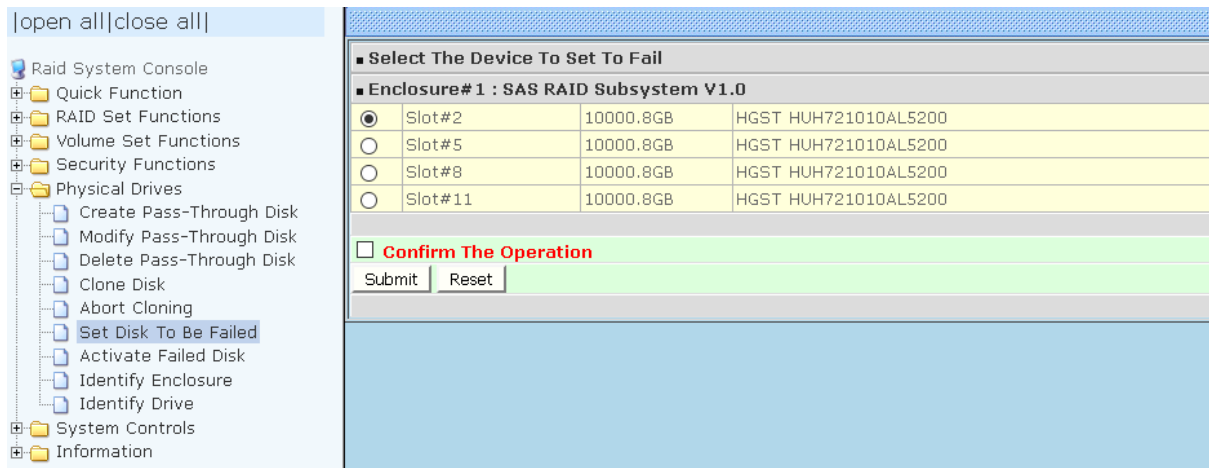 |open all|close all|
Raid System Console
Quick Function
RAID Set Functions
Volume Set Functions
Security Functions
Physical Drives
Create Pass-Through Disk
Modify Pass-Through Disk
Delete Pass-Through Disk
Clone Disk
Abort Cloning
Set Disk To Be Failed
Activate Failed Disk
Identify Enclosure
Identify Drive
System Controls
Information
Select The Device To Set To Fail
Enclosure#1 : SAS RAID Subsystem V1.0
Slot#2 10000.8GB HGST HUH721010AL5200
Slot#5 10000.8GB HGST HUH721010AL5200
Slot#8 10000.8GB HGST HUH721010AL5200
Slot#11 10000.8GB HGST HUH721010AL5200
Confirm The Operation
Submit Reset